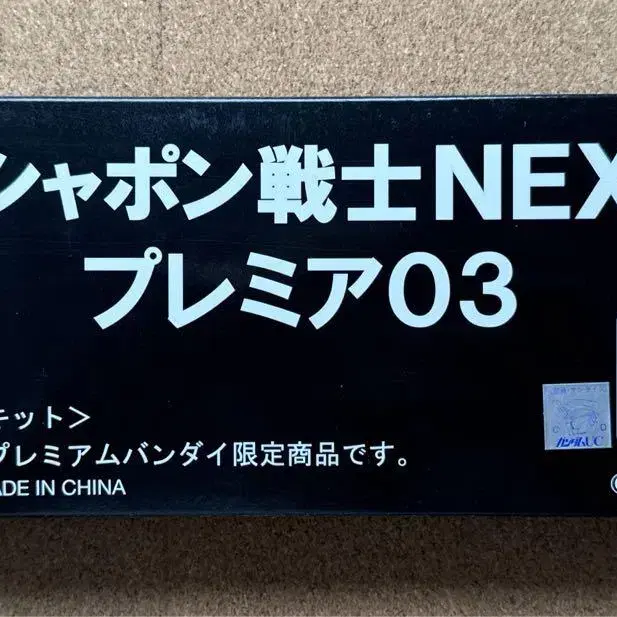 シャポン戦士NEX
プレミア03
キット＞
プレミアムバンダイ限定商品です。
ADE IN CHINA
ガンダムUC